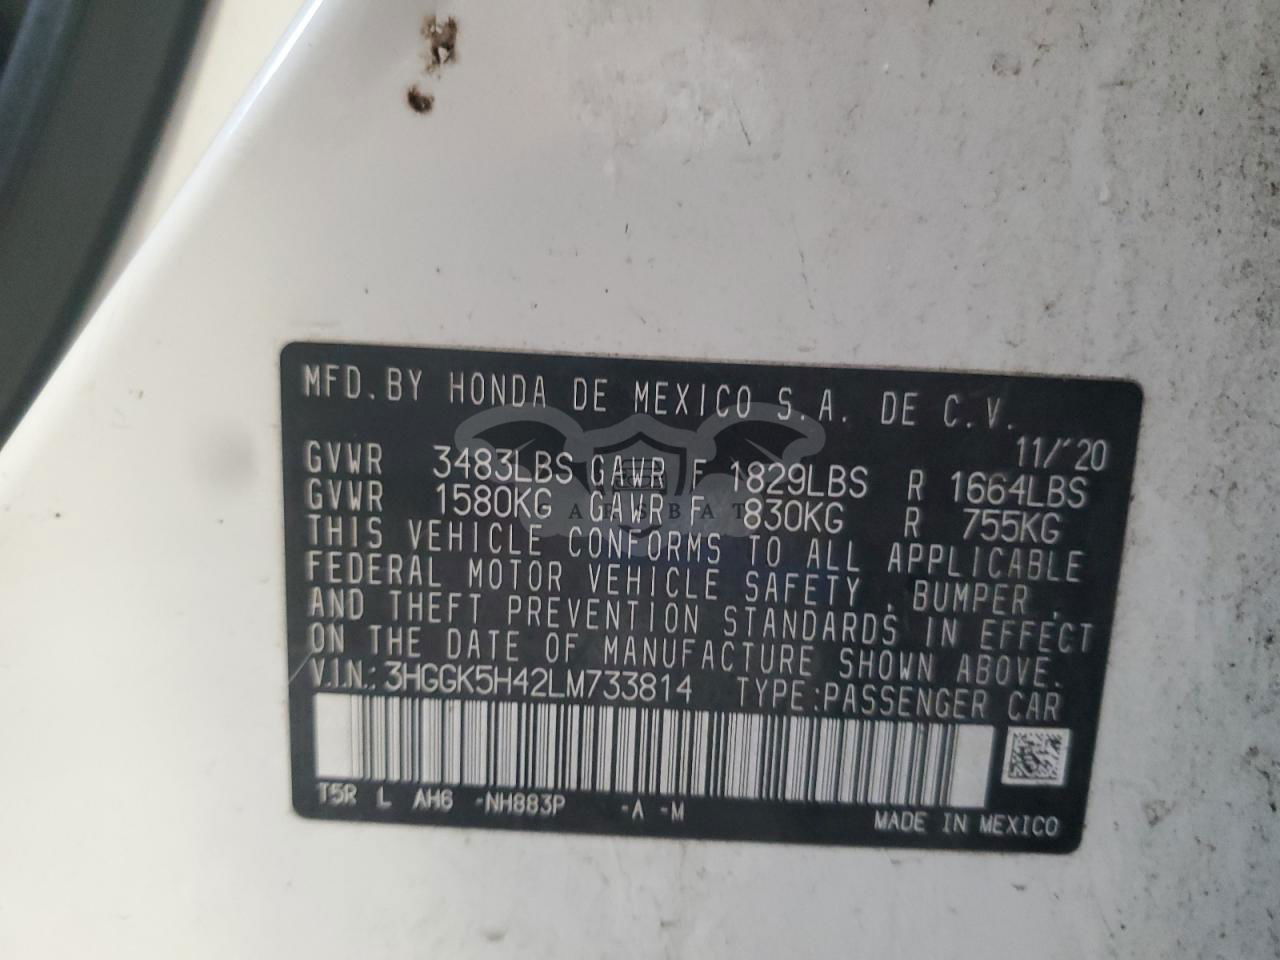 MFD. BY HONDA DE MEXICO S.A. DE C.V.
11/'20
GVWR 3483LBS GAWR F 1829LBS R 1664LBS
GVWR 1580KG GAWR F 830KG R 755KG
THIS VEHICLE CONFORMS TO ALL APPLICABLE
FEDERAL MOTOR VEHICLE SAFETY , BUMPER ,
AND THEFT PREVENTION STANDARDS IN EFFECT
ON THE DATE OF MANUFACTURE SHOWN ABOVE.
V.I.N.: 3HGGK5H42LM733814 TYPE:PASSENGER CAR
T5R L AH6 -NH883P -A -M
MADE IN MEXICO
CARSBAT